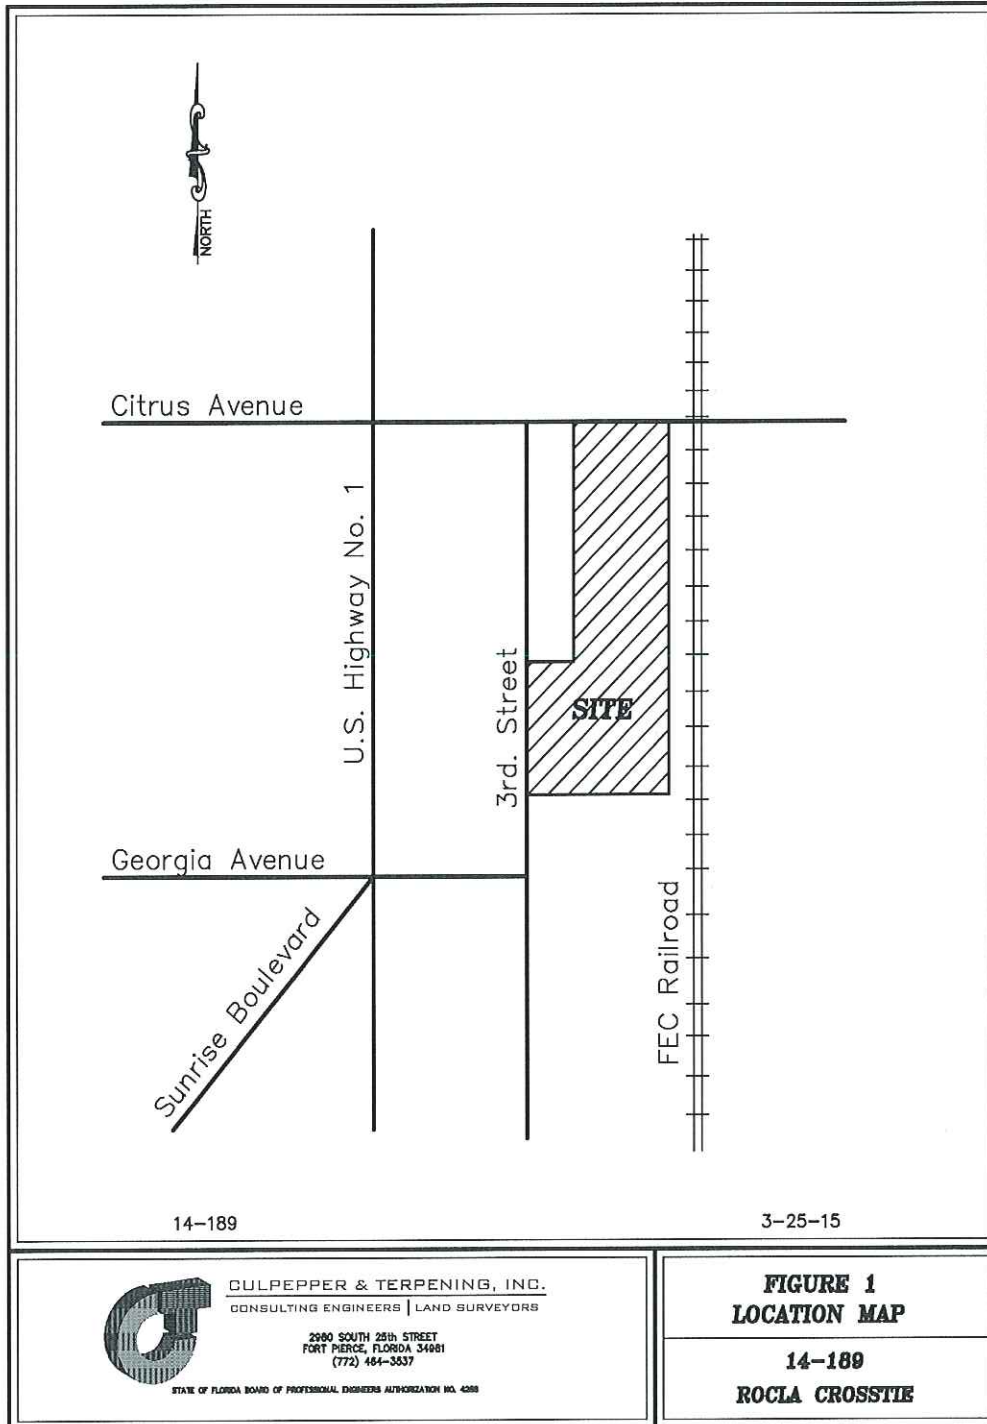 NORTH
Citrus Avenue
U.S. Highway No. 1
3rd. Street
SITE
Georgia Avenue
Sunrise Boulevard
FEC Railroad
14-189
3-25-15
CULPEPPER & TERPENING, INC.
CONSULTING ENGINEERS | LAND SURVEYORS
2980 SOUTH 25th STREET
FORT PIERCE, FLORIDA 34981
(772) 464-3537
STATE OF FLORIDA BOARD OF PROFESSIONAL ENGINEERS AUTHORIZATION NO. 4286
FIGURE 1
LOCATION MAP
14-189
ROCLA CROSSTIE